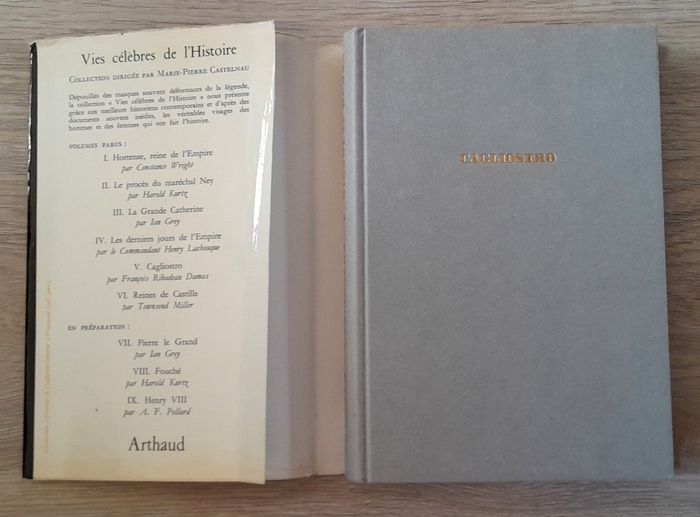 Vies célèbres de l'Histoire
COLLECTION DIRIGÉE PAR MARIE-PIERRE CASTELNAU
Dépouillés des masques souvent déformants de la légende,
la collection « Vies célèbres de l'Histoire » nous présente
grâce aux meilleurs historiens contemporains et d'après des
documents souvent inédits, les véritables visages des
hommes et des femmes qui ont fait l'histoire.
VOLUMES PARUS :
I. Hortense, reine de l'Empire
par Constance Wright
II. Le procès du maréchal Ney
par Harold Kurtz
III. La Grande Catherine
par Ian Grey
IV. Les derniers jours de l'Empire
par le Commandant Henry Lachouque
V. Cagliostro
par François Ribadeau Dumas
VI. Reines de Castille
par Townsend Miller
EN PRÉPARATION :
VII. Pierre le Grand
par Ian Grey
VIII. Fouché
par Harold Kurtz
IX. Henry VIII
par A. F. Pollard
Arthaud
CAGLIOSTRO